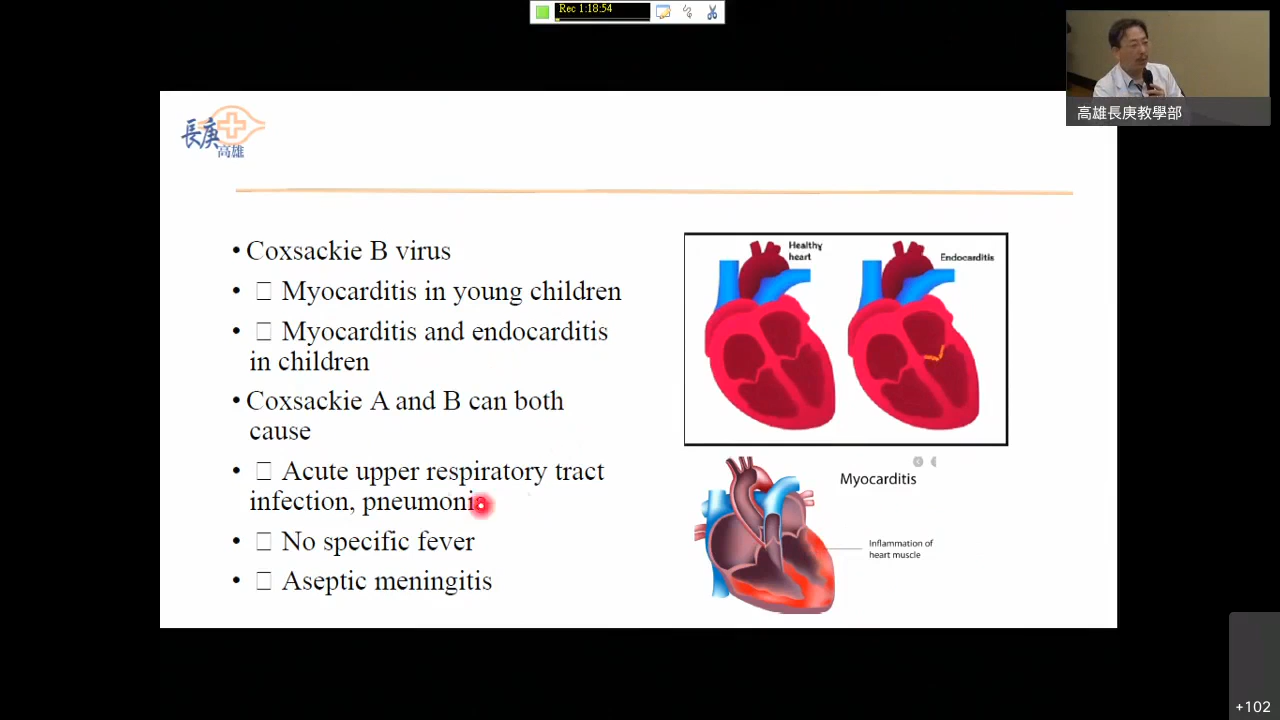 Rec 1:18:54
高雄長庚教學部
長庚
高雄
• Coxsackie B virus
• □ Myocarditis in young children
• □ Myocarditis and endocarditis
in children
• Coxsackie A and B can both
cause
• □ Acute upper respiratory tract
infection, pneumonia
• □ No specific fever
• □ Aseptic meningitis
Healthy
heart
Endocarditis
Myocarditis
Inflammation of
heart muscle
+102